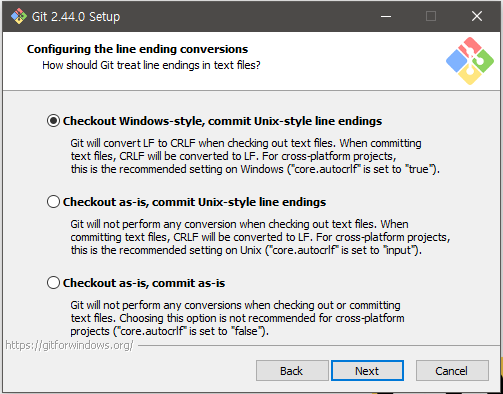 Git 2.44.0 Setup
Configuring the line ending conversions
How should Git treat line endings in text files?
Checkout Windows-style, commit Unix-style line endings
Git will convert LF to CRLF when checking out text files. When committing
text files, CRLF will be converted to LF. For cross-platform projects,
this is the recommended setting on Windows ("core.autocrlf" is set to "true").
Checkout as-is, commit Unix-style line endings
Git will not perform any conversion when checking out text files. When
committing text files, CRLF will be converted to LF. For cross-platform projects,
this is the recommended setting on Unix ("core.autocrlf" is set to "input").
Checkout as-is, commit as-is
Git will not perform any conversions when checking out or committing
text files. Choosing this option is not recommended for cross-platform
projects ("core.autocrlf" is set to "false").
https://gitforwindows.org/
Back Next Cancel